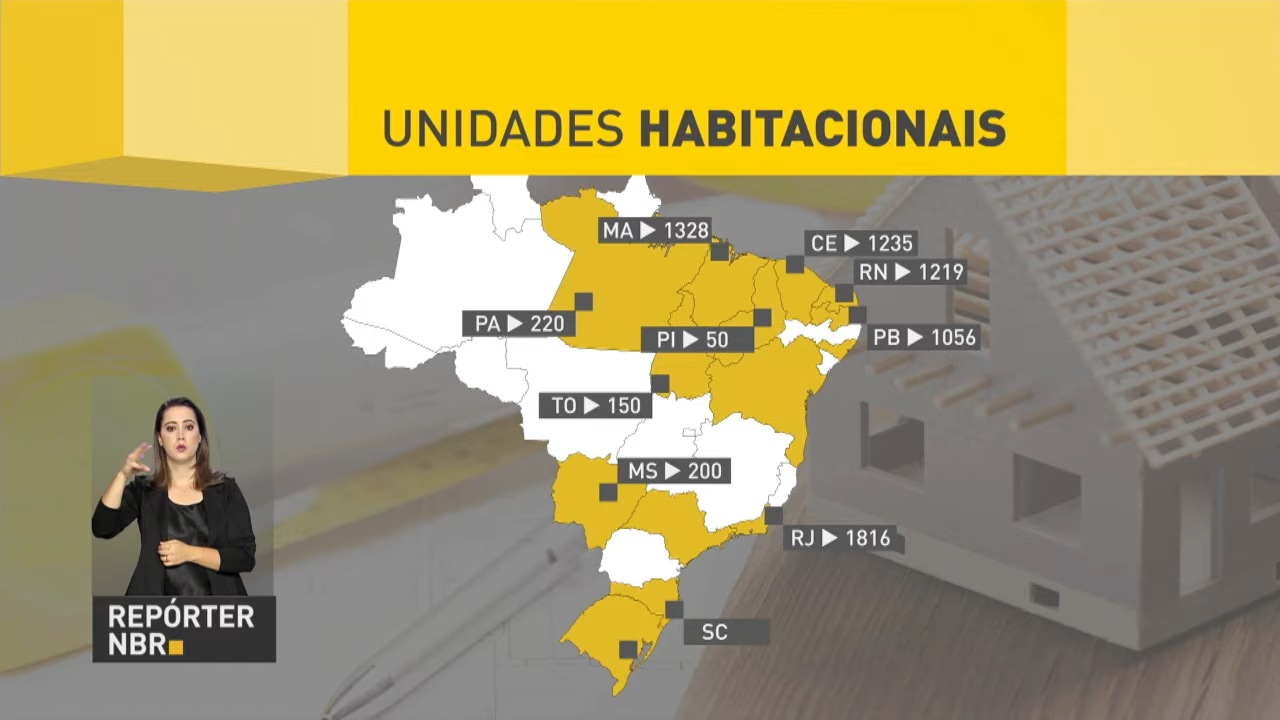 UNIDADES HABITACIONAIS
MA ▶ 1328
CE ▶ 1235
RN ▶ 1219
PA ▶ 220
PI ▶ 50
PB ▶ 1056
TO ▶ 150
MS ▶ 200
RJ ▶ 1816
SC
REPÓRTER
NBR